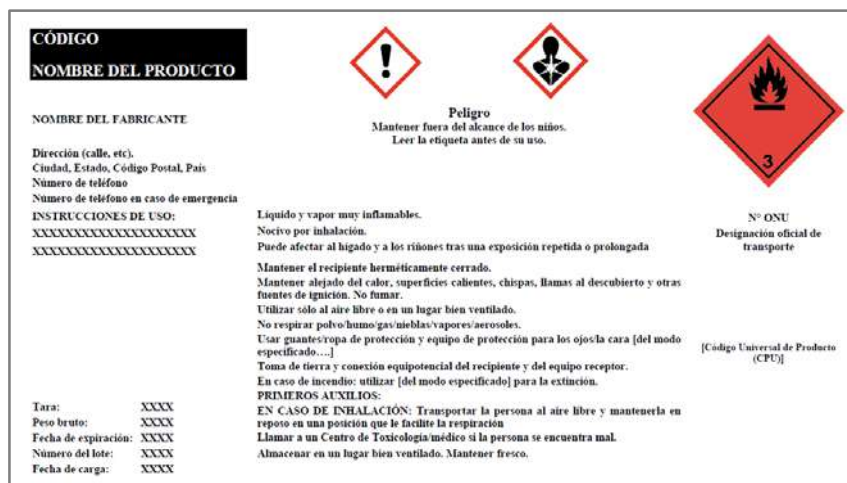 CÓDIGO
NOMBRE DEL PRODUCTO
NOMBRE DEL FABRICANTE
Dirección (calle, etc).
Ciudad, Estado, Código Postal, País
Número de teléfono
Número de teléfono en caso de emergencia
INSTRUCCIONES DE USO:
XXXXXXXXXXXXXXXXXXXX
XXXXXXXXXXXXXXXXXXXX
Tara: XXXX
Peso bruto: XXXX
Fecha de expiración: XXXX
Número del lote: XXXX
Fecha de carga: XXXX
Peligro
Mantener fuera del alcance de los niños.
Leer la etiqueta antes de su uso.
Líquido y vapor muy inflamables.
Nocivo por inhalación.
Puede afectar al hígado y a los riñones tras una exposición repetida o prolongada
Mantener el recipiente herméticamente cerrado.
Mantener alejado del calor, superficies calientes, chispas, llamas al descubierto y otras
fuentes de ignición. No fumar.
Utilizar sólo al aire libre o en un lugar bien ventilado.
No respirar polvo/humo/gas/nieblas/vapores/aerosoles.
Usar guantes/ropa de protección y equipo de protección para los ojos/la cara [del modo
especificado….]
Toma de tierra y conexión equipotencial del recipiente y del equipo receptor.
En caso de incendio: utilizar [del modo especificado] para la extinción.
PRIMEROS AUXILIOS:
EN CASO DE INHALACIÓN: Transportar la persona al aire libre y mantenerla en
reposo en una posición que le facilite la respiración
Llamar a un Centro de Toxicología/médico si la persona se encuentra mal.
Almacenar en un lugar bien ventilado. Mantener fresco.
3
N° ONU
Designación oficial de
transporte
[Código Universal de Producto
(CPU)]